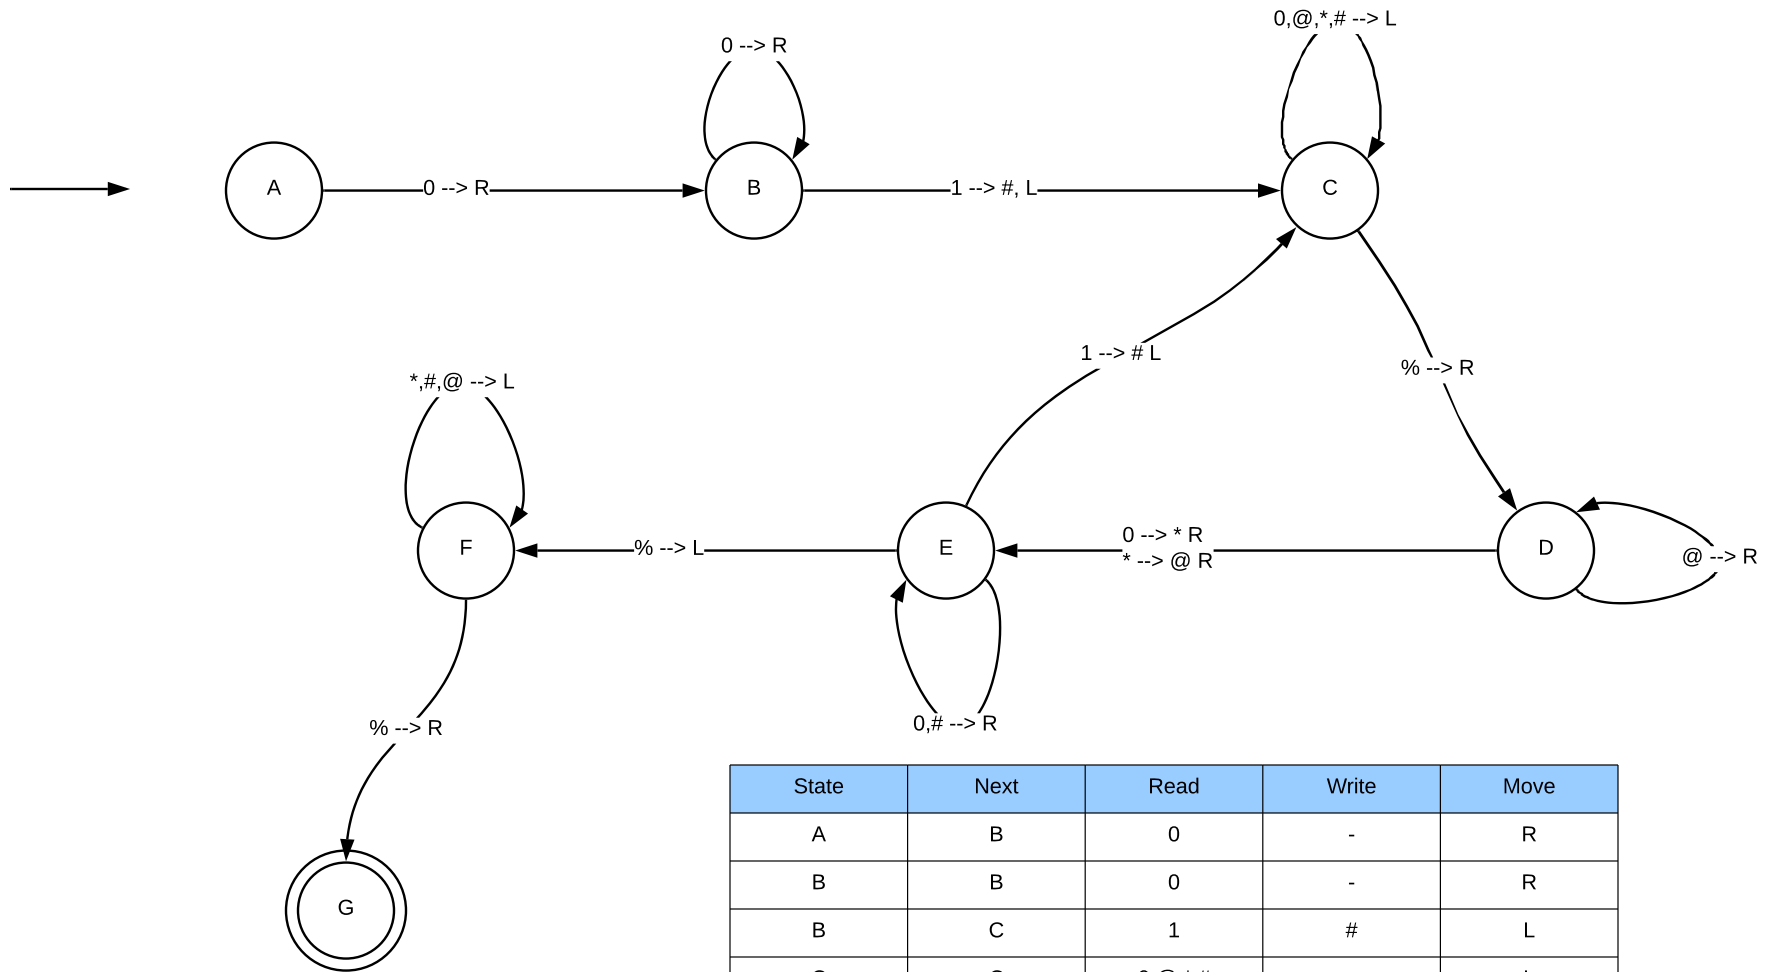 0,@,*,# --> L
0 --> R
A
0 --> R
B
1 --> #, L
C
1 --> # L
% --> R
*,#,@ --> L
F
% --> L
E
0 --> * R
* --> @ R
D
@ --> R
0,# --> R
% --> R
G
State Next Read Write Move
A B 0 - R
B B 0 - R
B C 1 # L